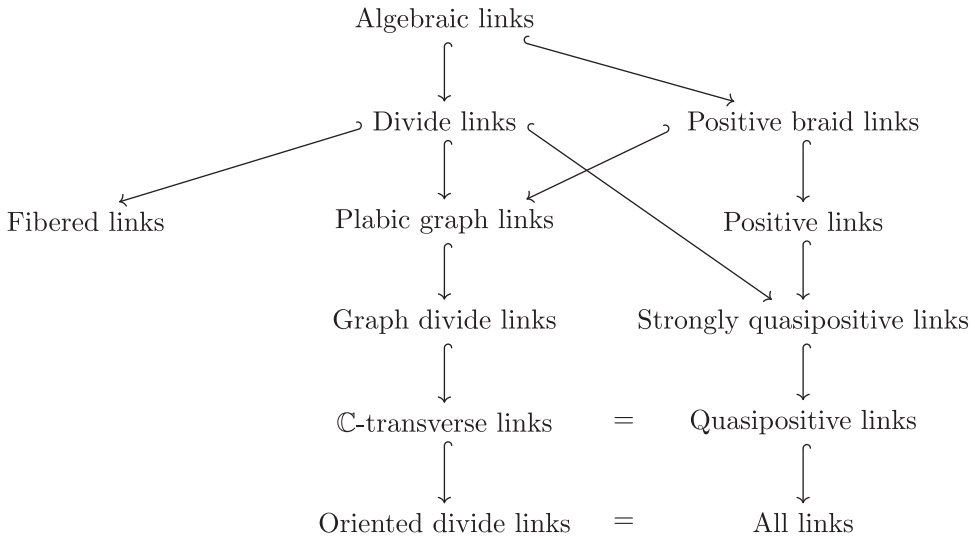 Algebraic links
Divide links Positive braid links
Fibered links Plabic graph links Positive links
Graph divide links Strongly quasipositive links
ℂ-transverse links = Quasipositive links
Oriented divide links = All links